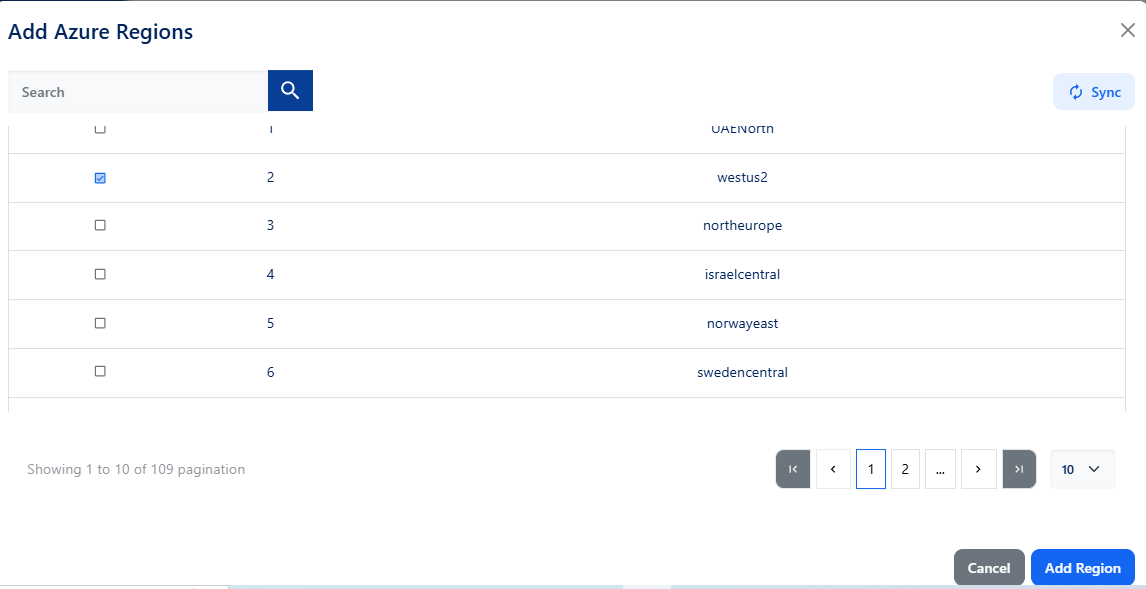 Add Azure Regions
Search
Sync
1 UAENorth
2 westus2
3 northeurope
4 israelcentral
5 norwayeast
6 swedencentral
Showing 1 to 10 of 109 pagination
1 2 ... 10
Cancel Add Region